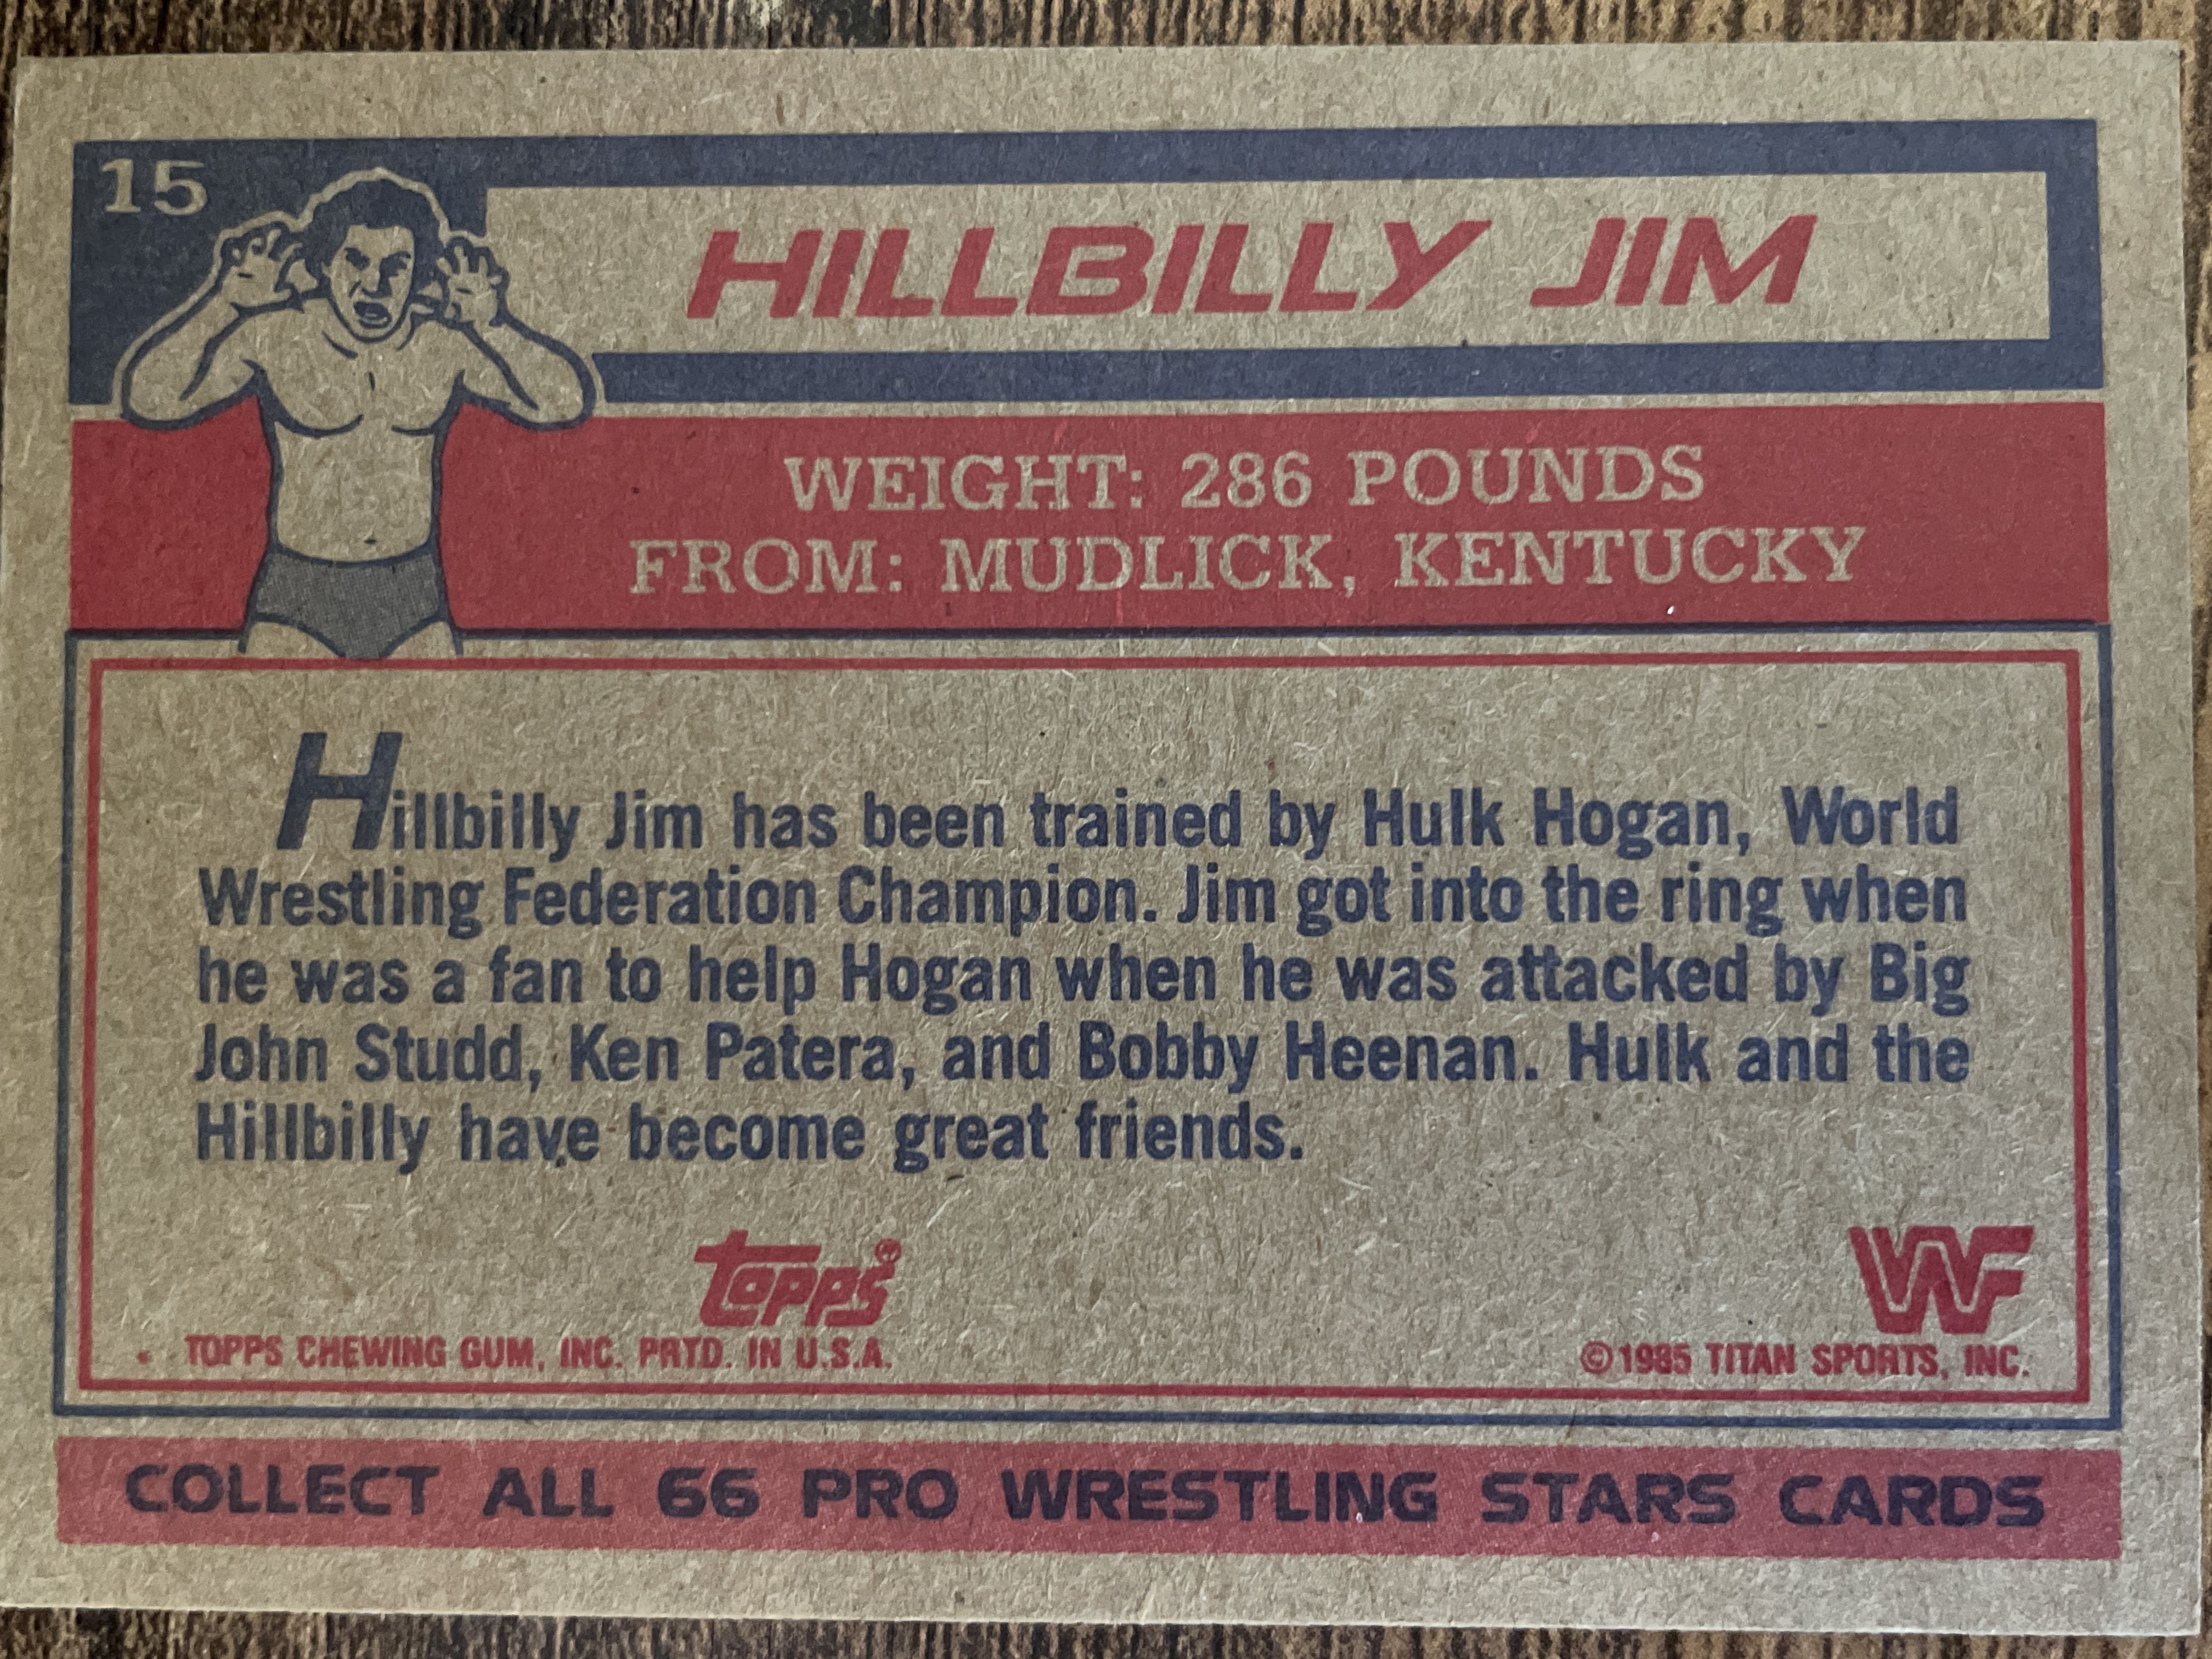 15
HILLBILLY JIM
WEIGHT: 286 POUNDS
FROM: MUDLICK, KENTUCKY
Hillbilly Jim has been trained by Hulk Hogan, World
Wrestling Federation Champion. Jim got into the ring when
he was a fan to help Hogan when he was attacked by Big
John Studd, Ken Patera, and Bobby Heenan. Hulk and the
Hillbilly have become great friends.
topps®
WF
TOPPS CHEWING GUM, INC. PRTD. IN U.S.A.
©1985 TITAN SPORTS, INC.
COLLECT ALL 66 PRO WRESTLING STARS CARDS